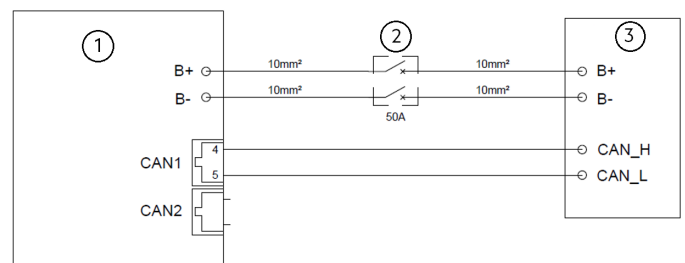 1
2
3
B+
10mm²
10mm²
B+
B-
10mm²
10mm²
B-
50A
CAN1
4
CAN_H
5
CAN_L
CAN2